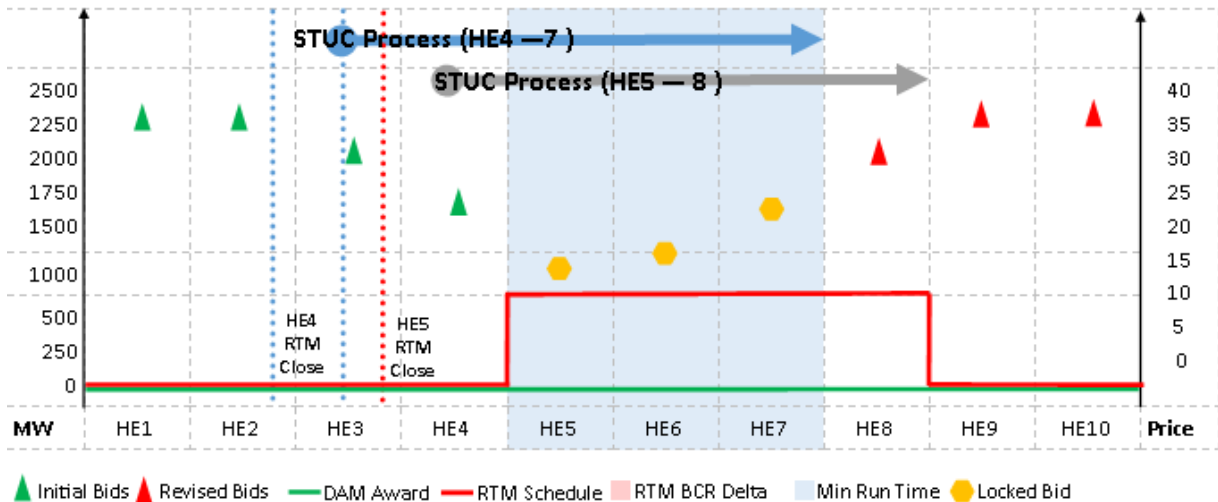 STUC Process (HE4 —7 )
STUC Process (HE5 — 8 )
2500
2250
2000
1750
1500
1000
500
250
0
40
35
30
25
20
15
10
5
0
HE4
RTM
Close
HE5
RTM
Close
MW HE1 HE2 HE3 HE4 HE5 HE6 HE7 HE8 HE9 HE10 Price
Initial Bids Revised Bids DAM Award RTM Schedule RTM BCR Delta Min Run Time Locked Bid